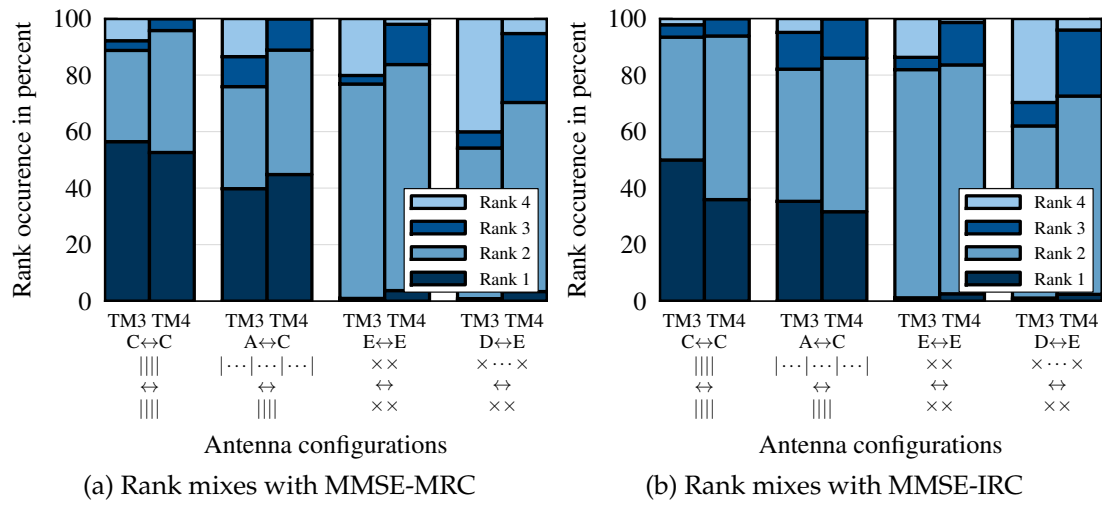 100
80
60
40
20
0
Rank occurence in percent
Rank 4
Rank 3
Rank 2
Rank 1
TM3 TM4 TM3 TM4 TM3 TM4 TM3 TM4
C↔C A↔C E↔E D↔E
|||| |···|···|···| ×× ×···×
↔ ↔ ↔ ↔
|||| |||| ×× ××
Antenna configurations
(a) Rank mixes with MMSE-MRC
100
80
60
40
20
0
Rank occurence in percent
Rank 4
Rank 3
Rank 2
Rank 1
TM3 TM4 TM3 TM4 TM3 TM4 TM3 TM4
C↔C A↔C E↔E D↔E
|||| |···|···|···| ×× ×···×
↔ ↔ ↔ ↔
|||| |||| ×× ××
Antenna configurations
(b) Rank mixes with MMSE-IRC